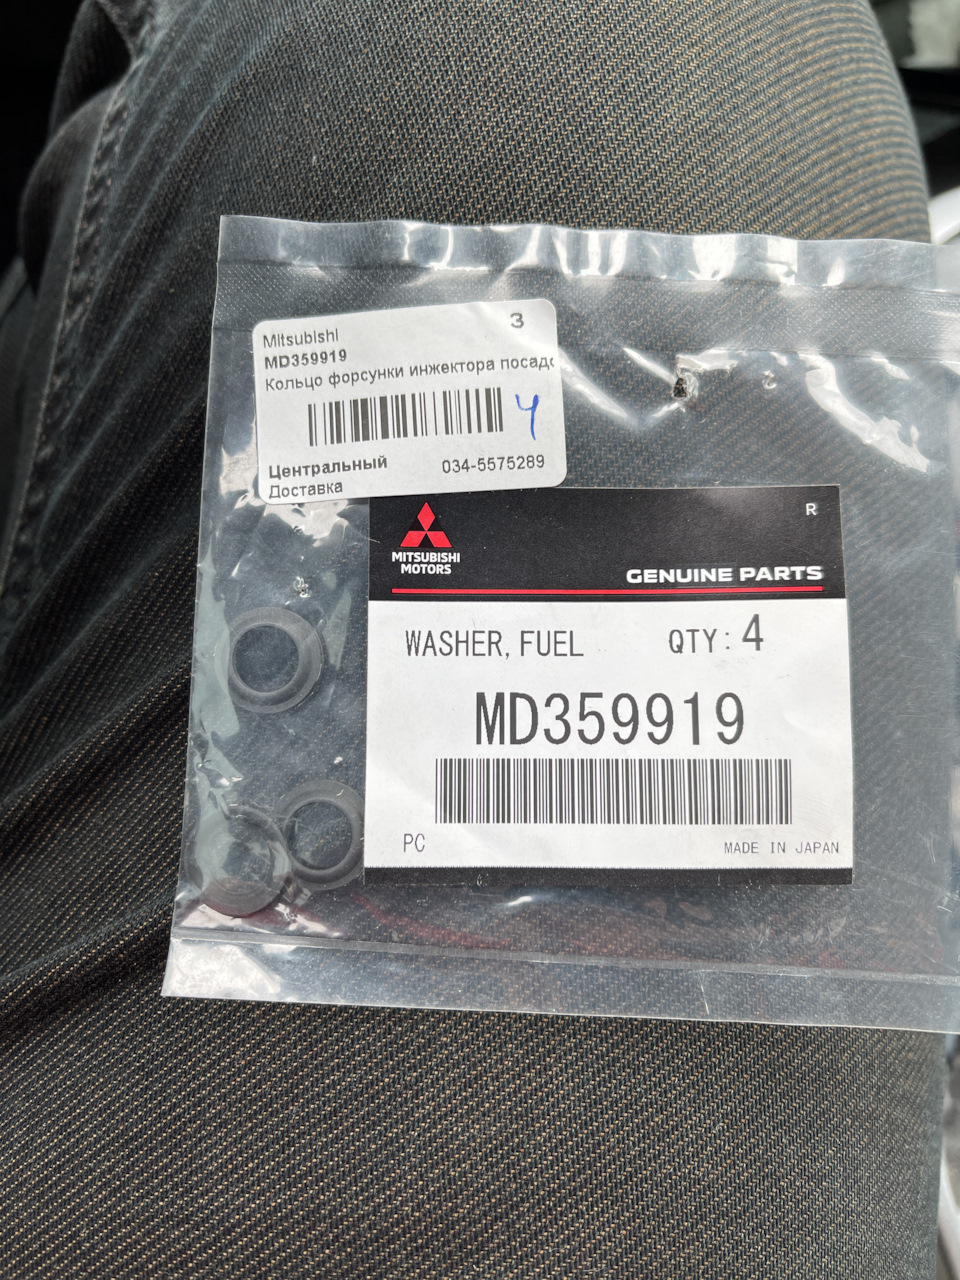 Mitsubishi
3
MD359919
Кольцо форсунки инжектора посадо
4
Центральный
034-5575289
Доставка
R
MITSUBISHI
MOTORS
GENUINE PARTS
WASHER, FUEL
QTY: 4
MD359919
PC
MADE IN JAPAN